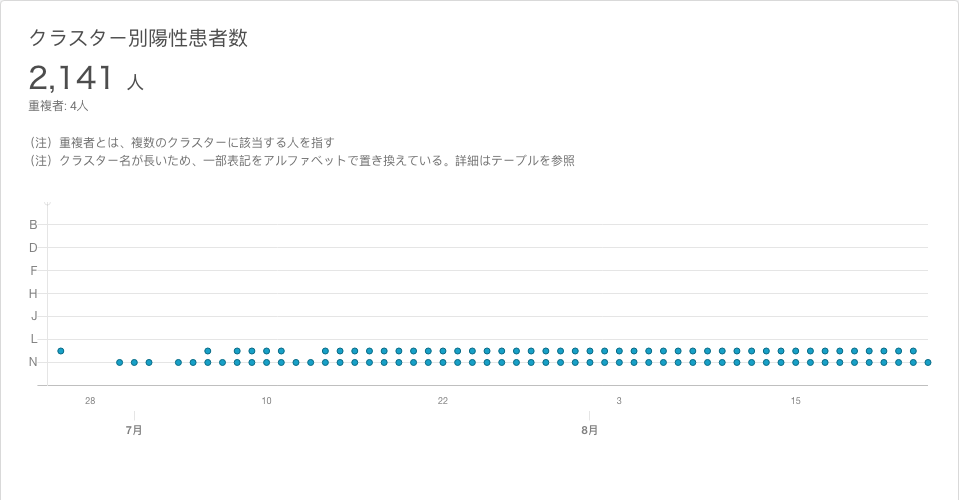 クラスター別陽性患者数
2,141 人
重複者: 4人
（注）重複者とは、複数のクラスターに該当する人を指す
（注）クラスター名が長いため、一部表記をアルファベットで置き換えている。詳細はテーブルを参照
B
D
F
H
J
L
N
28 10 22 3 15
7月 8月